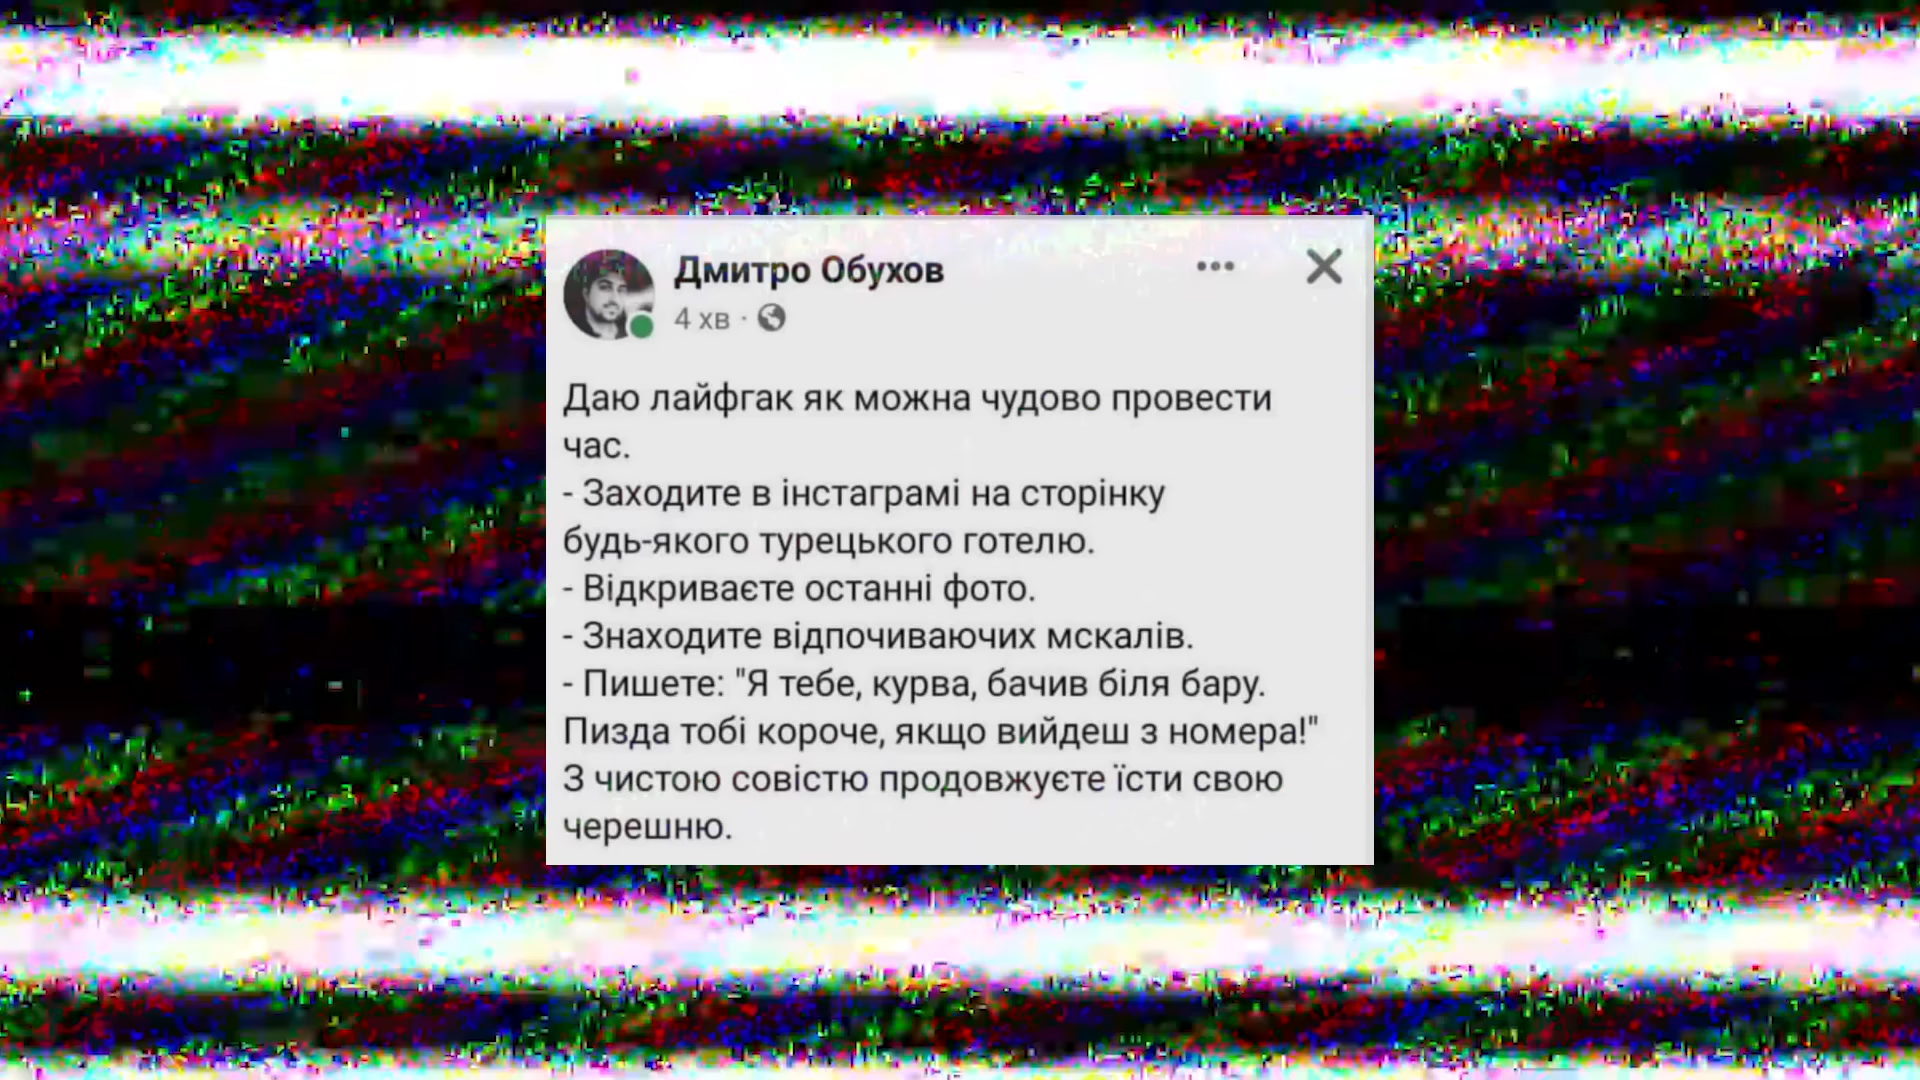 Дмитро Обухов
4 хв ·
Даю лайфгак як можна чудово провести
час.
- Заходите в інстаграмі на сторінку
будь-якого турецького готелю.
- Відкриваєте останні фото.
- Знаходите відпочиваючих мскалів.
- Пишете: "Я тебе, курва, бачив біля бару.
Пизда тобі короче, якщо вийдеш з номера!"
З чистою совістю продовжуєте їсти свою
черешню.